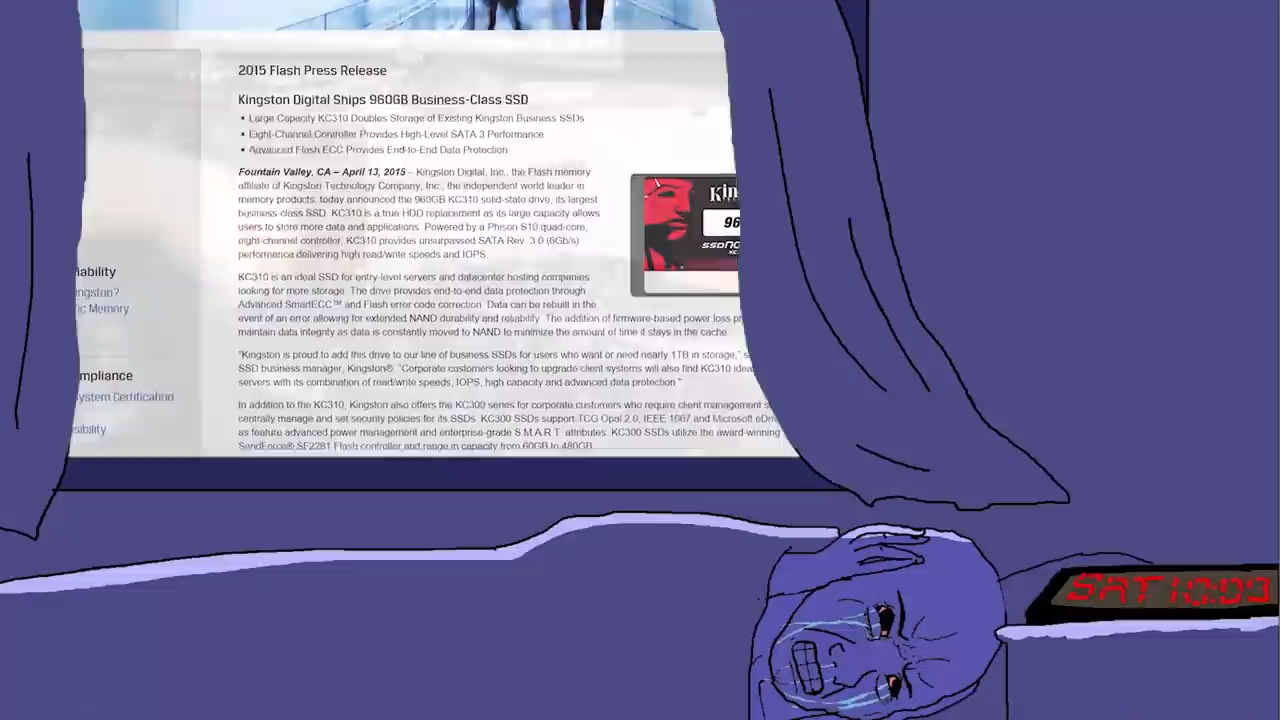 2015 Flash Press Release
Kingston Digital Ships 960GB Business-Class SSD
▪ Large Capacity KC310 Doubles Storage of Existing Kingston Business SSDs
▪ Eight-Channel Controller Provides High-Level SATA 3 Performance
▪ Advanced Flash ECC Provides End-to-End Data Protection
Fountain Valley, CA – April 13, 2015 – Kingston Digital, Inc., the Flash memory
affiliate of Kingston Technology Company, Inc., the independent world leader in
memory products, today announced the 960GB KC310 solid-state drive, its largest
business-class SSD. KC310 is a true HDD replacement as its large capacity allows
users to store more data and applications. Powered by a Phison S10 quad-core,
eight-channel controller, KC310 provides unsurpassed SATA Rev. 3.0 (6Gb/s)
performance delivering high read/write speeds and IOPS.
Kin
96
KC310 is an ideal SSD for entry-level servers and datacenter hosting companies
looking for more storage. The drive provides end-to-end data protection through
Advanced SmartECC™ and Flash error code correction. Data can be rebuilt in the
event of an error allowing for extended NAND durability and reliability. The addition of firmware-based power loss pr
maintain data integrity as data is constantly moved to NAND to minimize the amount of time it stays in the cache.
"Kingston is proud to add this drive to our line of business SSDs for users who want or need nearly 1TB in storage," s
SSD business manager, Kingston®. "Corporate customers looking to upgrade client systems will also find KC310 idea
servers with its combination of read/write speeds, IOPS, high capacity and advanced data protection."
In addition to the KC310, Kingston also offers the KC300 series for corporate customers who require client management s
centrally manage and set security policies for its SSDs. KC300 SSDs support TCG Opal 2.0, IEEE 1667 and Microsoft eDriv
as feature advanced power management and enterprise-grade S.M.A.R.T. attributes. KC300 SSDs utilize the award-winning
SandForce® SF2281 Flash controller and range in capacity from 60GB to 480GB.
iability
ingston?
ic Memory
mpliance
ystem Certification
sibility
SAT 10:00